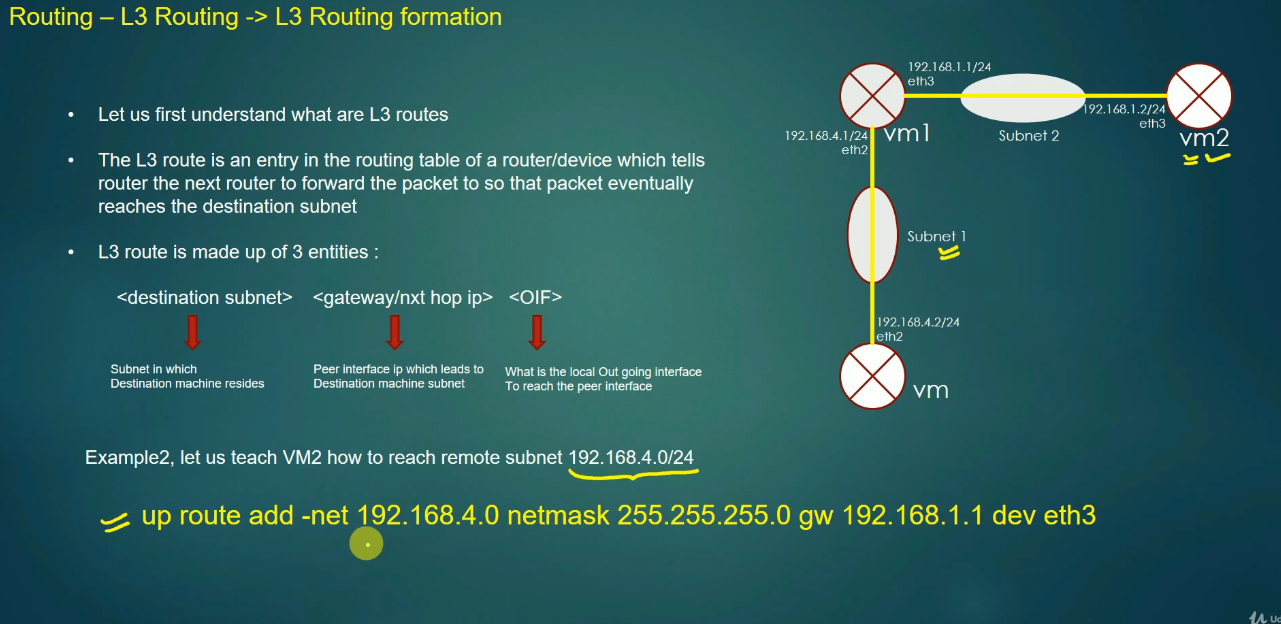 Routing – L3 Routing -> L3 Routing formation
• Let us first understand what are L3 routes
• The L3 route is an entry in the routing table of a router/device which tells
router the next router to forward the packet to so that packet eventually
reaches the destination subnet
• L3 route is made up of 3 entities :
<destination subnet> <gateway/nxt hop ip> <OIF>
Subnet in which
Destination machine resides
Peer interface ip which leads to
Destination machine subnet
What is the local Out going interface
To reach the peer interface
192.168.1.1/24
eth3
192.168.1.2/24
eth3
Subnet 2
vm2
192.168.4.1/24
eth2
vm1
Subnet 1
192.168.4.2/24
eth2
vm
Example2, let us teach VM2 how to reach remote subnet 192.168.4.0/24
up route add -net 192.168.4.0 netmask 255.255.255.0 gw 192.168.1.1 dev eth3